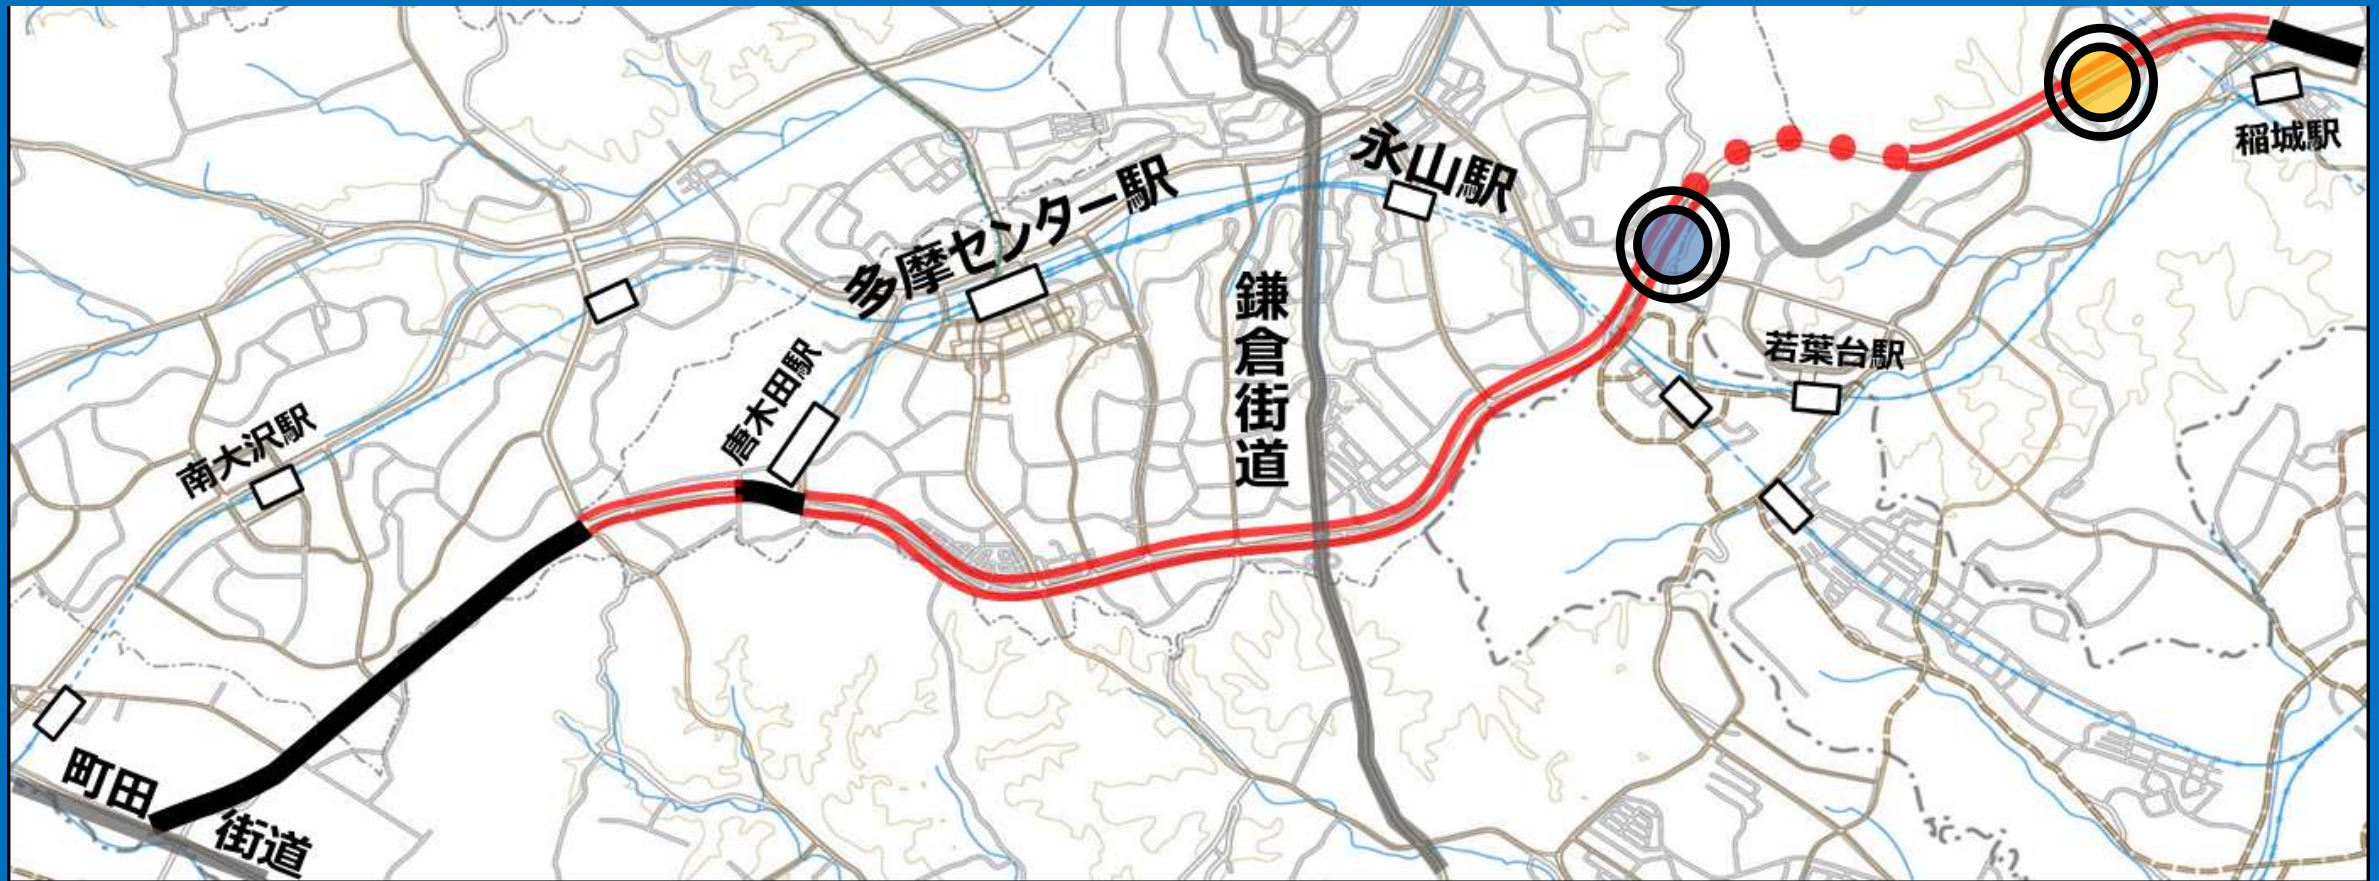 稲城駅
永山駅
多摩センター駅
鎌倉街道
若葉台駅
唐木田駅
南大沢駅
町田
街道